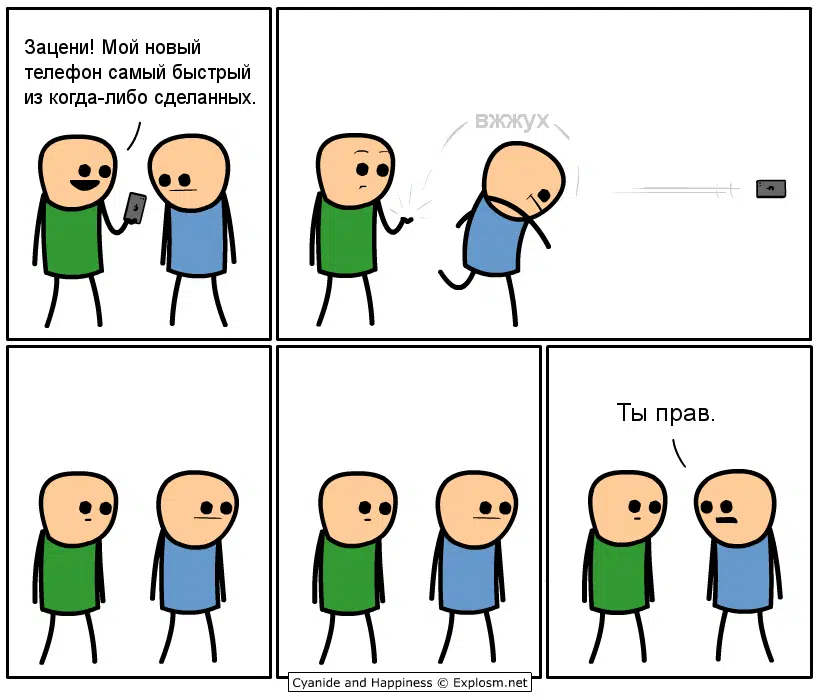 Зацени! Мой новый
телефон самый быстрый
из когда-либо сделанных.
вжжух
Ты прав.
Cyanide and Happiness © Explosm.net